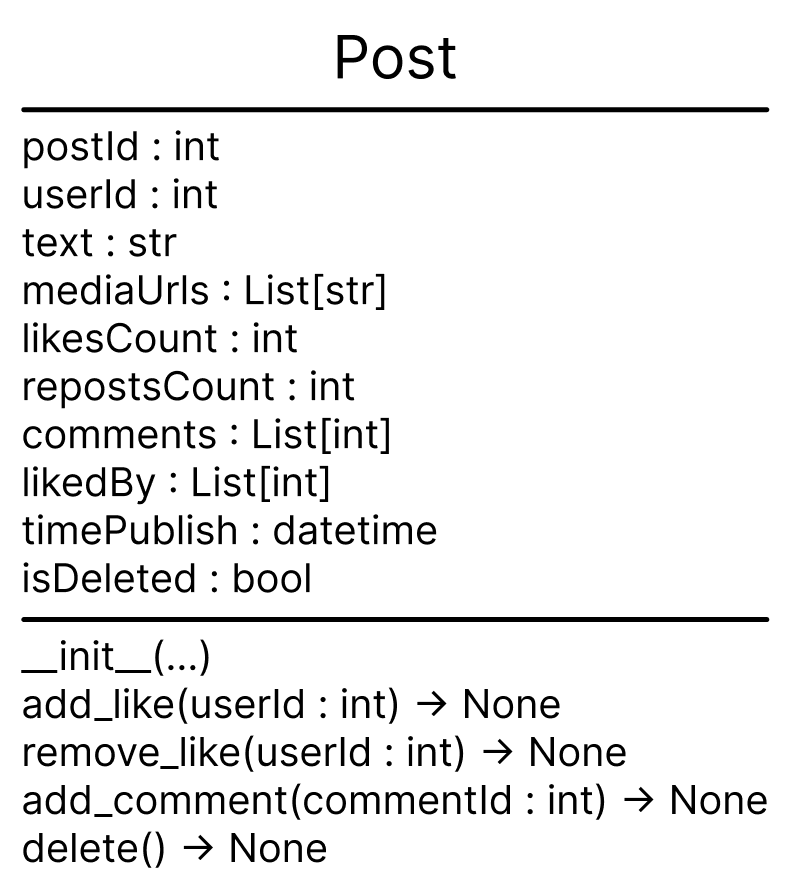 Post
postId : int
userId : int
text : str
mediaUrls : List[str]
likesCount : int
repostsCount : int
comments : List[int]
likedBy : List[int]
timePublish : datetime
isDeleted : bool
__init__(...)
add_like(userId : int) → None
remove_like(userId : int) → None
add_comment(commentId : int) → None
delete() → None